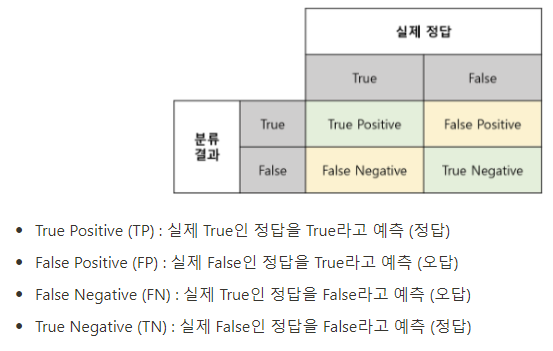 실제 정답
True False
분류
결과
True True Positive False Positive
False False Negative True Negative
True Positive (TP) : 실제 True인 정답을 True라고 예측 (정답)
False Positive (FP) : 실제 False인 정답을 True라고 예측 (오답)
False Negative (FN) : 실제 True인 정답을 False라고 예측 (오답)
True Negative (TN) : 실제 False인 정답을 False라고 예측 (정답)